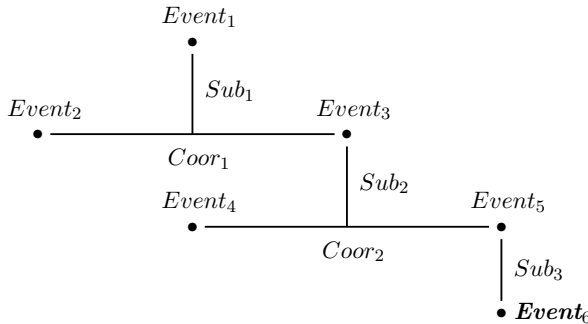 Event₁
Sub₁
Event₂
Event₃
Coor₁
Sub₂
Event₄
Event₅
Coor₂
Sub₃
Event₆